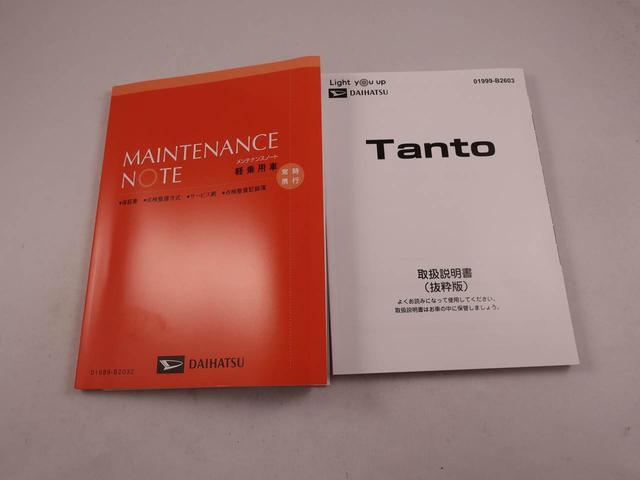 MAINTENANCE
NOTE
メンテナンスノート
軽乗用車
常時
携行
•保証書 •点検整備方式 •サービス網 •点検整備記録簿
DAIHATSU
01989-B2032
Light you up
DAIHATSU
01999-B2603
Tanto
取扱説明書
(抜粋版)
よくお読みになって使用してください。
取扱説明書はお車の中に保管しましょう。